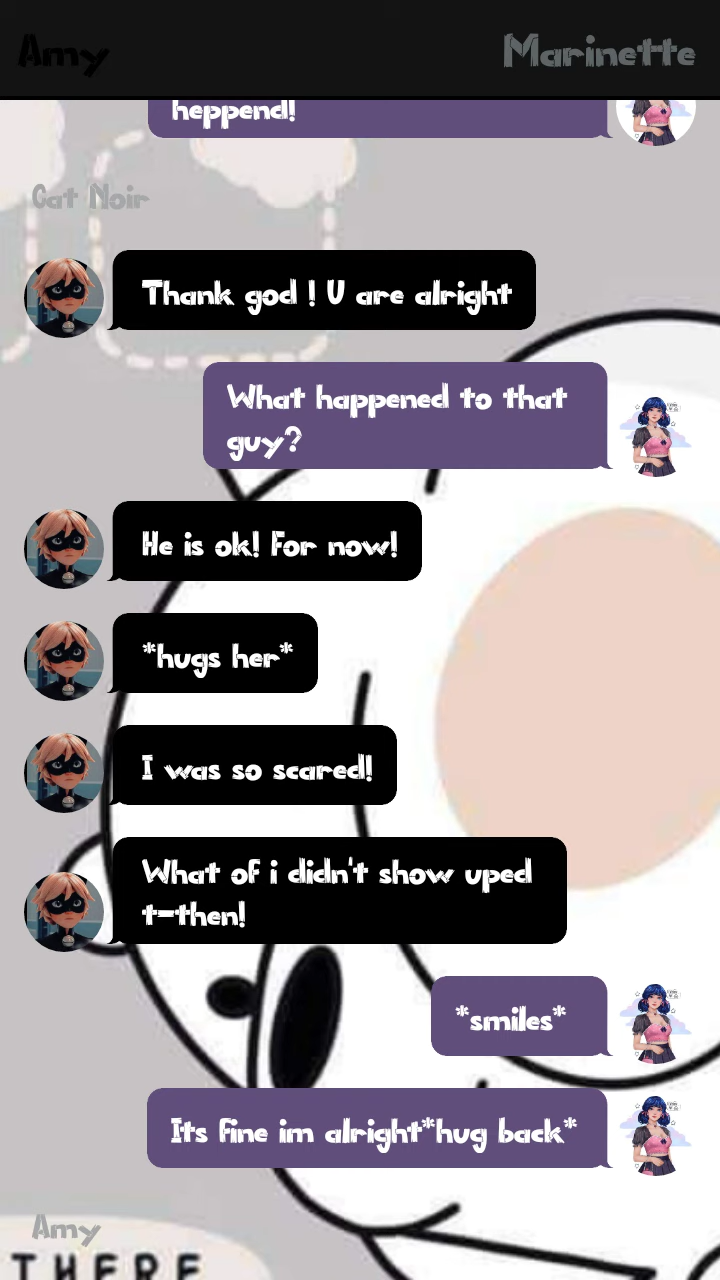 Amy
Marinette
heppend!
Cat Noir
Thank god ! U are alright
What happened to that
guy?
He is ok! For now!
*hugs her*
I was so scared!
What of i didn't show uped
t-then!
*smiles*
Its fine im alright*hug back*
Amy
THERE